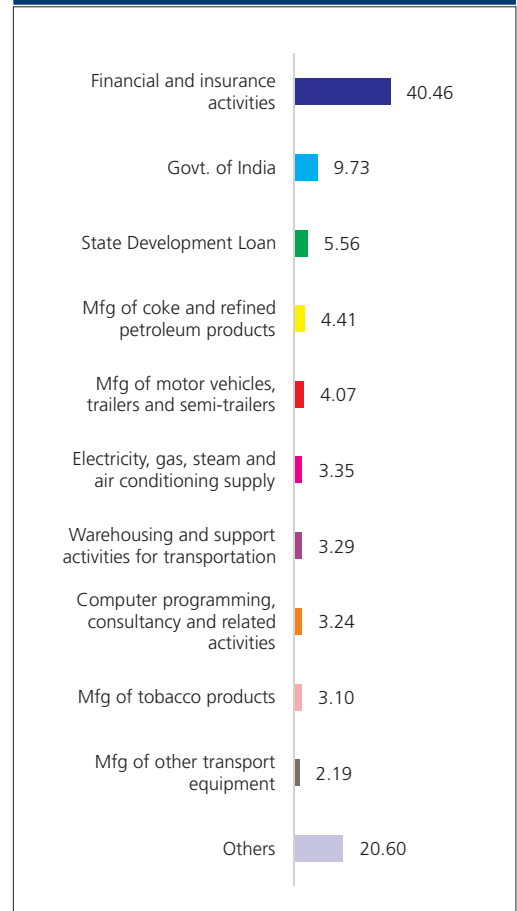 Financial and insurance
activities
40.46
Govt. of India
9.73
State Development Loan
5.56
Mfg of coke and refined
petroleum products
4.41
Mfg of motor vehicles,
trailers and semi-trailers
4.07
Electricity, gas, steam and
air conditioning supply
3.35
Warehousing and support
activities for transportation
3.29
Computer programming,
consultancy and related
activities
3.24
Mfg of tobacco products
3.10
Mfg of other transport
equipment
2.19
Others
20.60